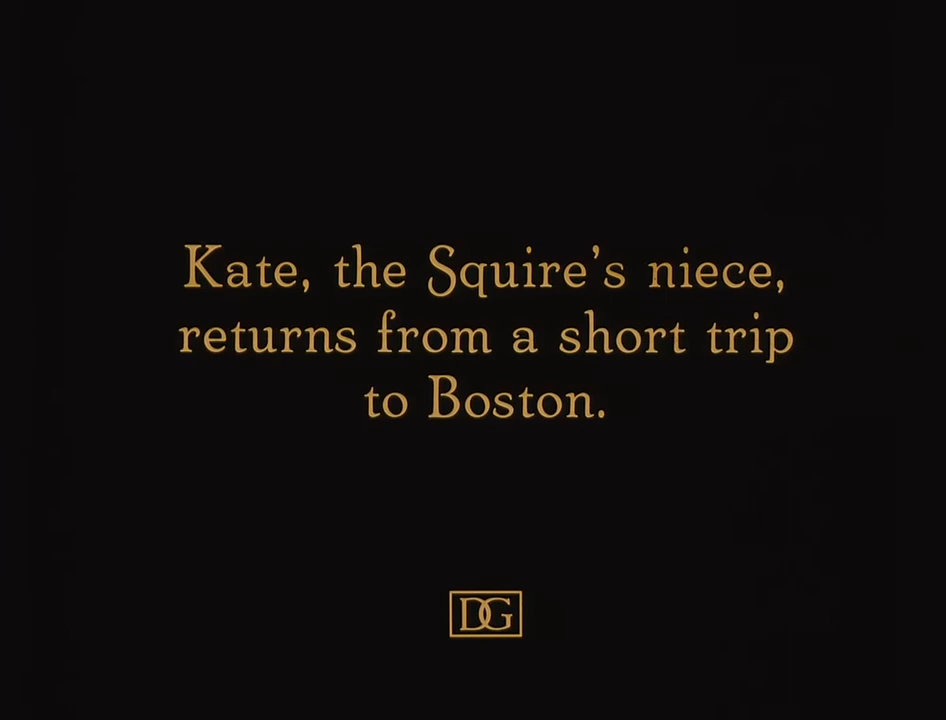 Kate, the Squire’s niece,
returns from a short trip
to Boston.
DG